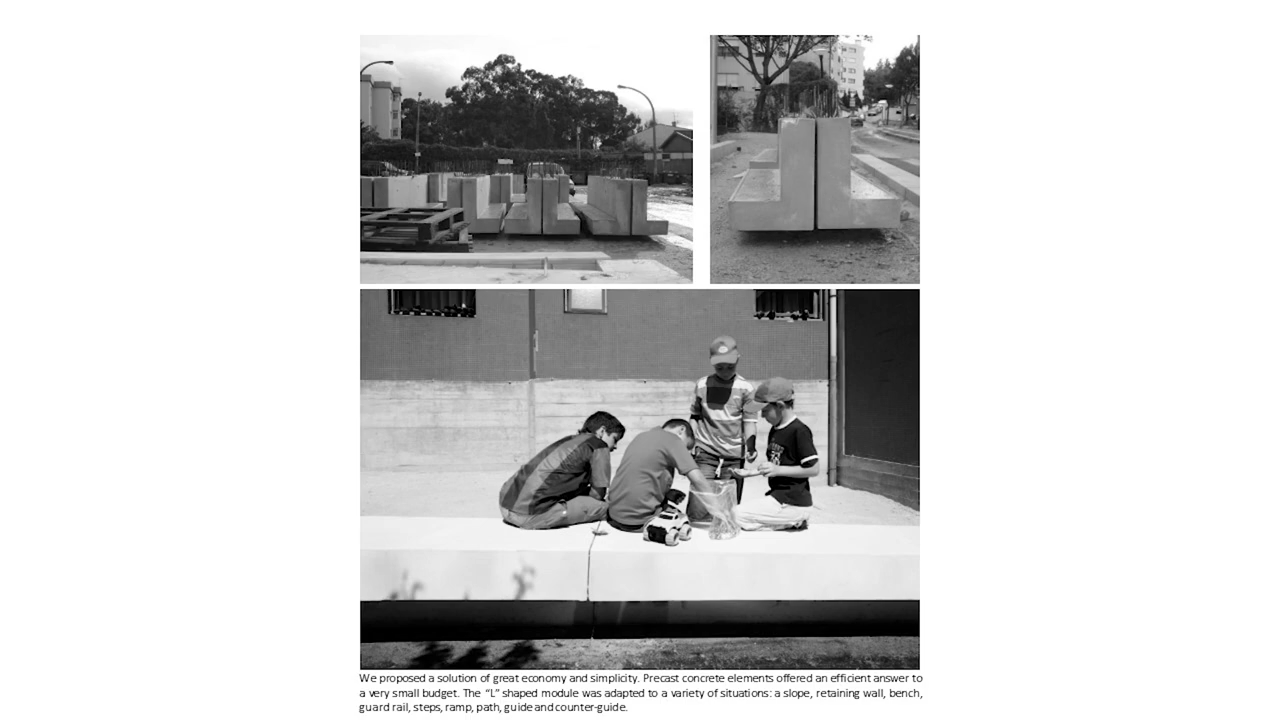 We proposed a solution of great economy and simplicity. Precast concrete elements offered an efficient answer to
a very small budget. The “L” shaped module was adapted to a variety of situations: a slope, retaining wall, bench,
guard rail, steps, ramp, path, guide and counter-guide.